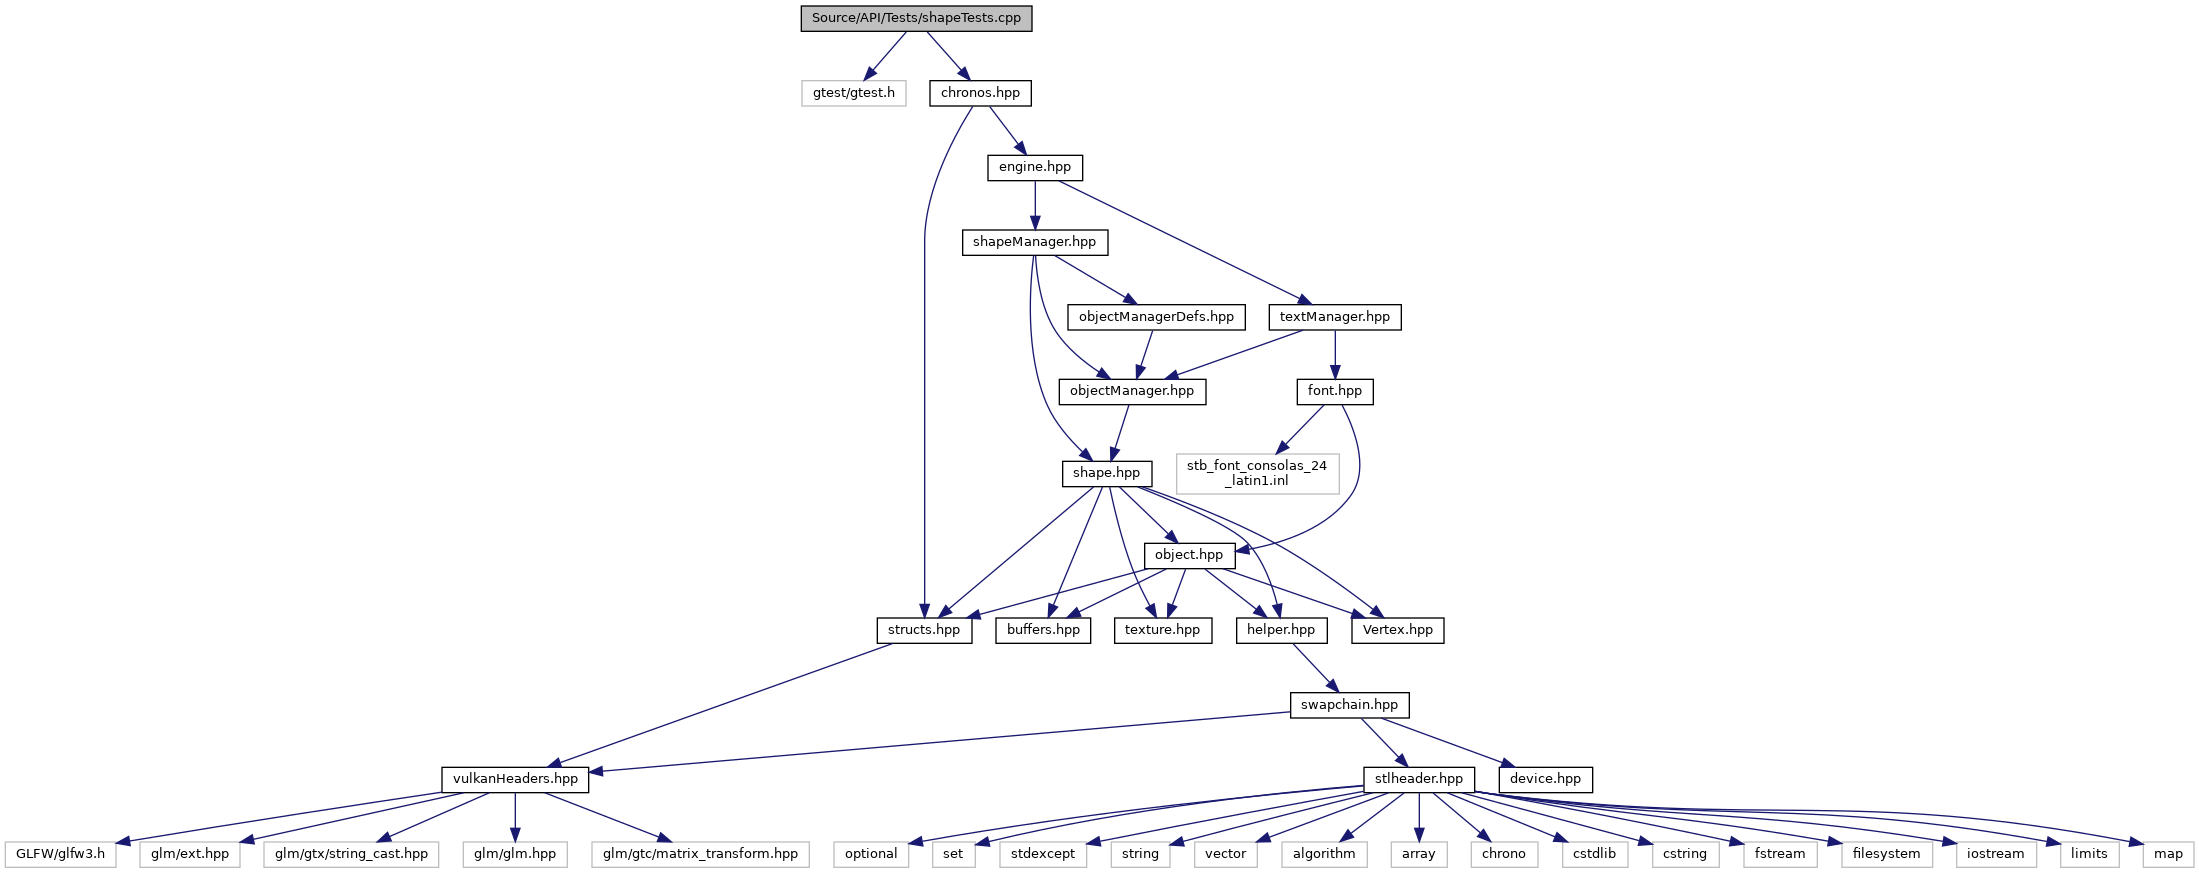 Source/API/Tests/shapeTests.cpp
gtest/gtest.h
chronos.hpp
engine.hpp
shapeManager.hpp
objectManagerDefs.hpp
textManager.hpp
objectManager.hpp
font.hpp
shape.hpp
stb_font_consolas_24
_latin1.inl
object.hpp
structs.hpp
buffers.hpp
texture.hpp
helper.hpp
Vertex.hpp
swapchain.hpp
vulkanHeaders.hpp
stlheader.hpp
device.hpp
GLFW/glfw3.h
glm/ext.hpp
glm/gtx/string_cast.hpp
glm/glm.hpp
glm/gtc/matrix_transform.hpp
optional
set
stdexcept
string
vector
algorithm
array
chrono
cstdlib
cstring
fstream
filesystem
iostream
limits
map